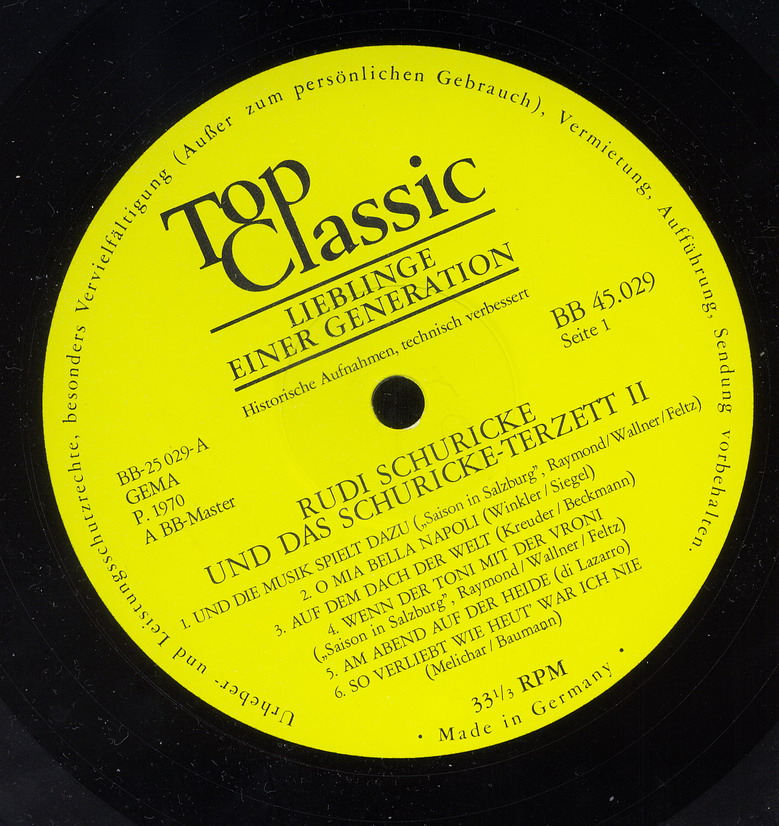 Urheber- und Leistungsschutzrechte, besonders Vervielfältigung (Außer zum persönlichen Gebrauch), Vermietung, Aufführung, Sendung vorbehalten.
Top
Classic
LIEBLINGE
EINER GENERATION
Historische Aufnahmen, technisch verbessert
BB 45.029
Seite 1
BB-25 029-A
GEMA
P. 1970
A BB-Master
RUDI SCHURICKE
UND DAS SCHURICKE-TERZETT II
1. UND DIE MUSIK SPIELT DAZU („Saison in Salzburg”, Raymond/Wallner/Feltz)
2. O MIA BELLA NAPOLI (Winkler/Siegel)
3. AUF DEM DACH DER WELT (Kreuder/Beckmann)
4. WENN DER TONI MIT DER VRONI
(„Saison in Salzburg”, Raymond/Wallner/Feltz)
5. AM ABEND AUF DER HEIDE (di Lazarro)
6. SO VERLIEBT WIE HEUT' WAR ICH NIE
(Melichar/Baumann)
33⅓ RPM
• Made in Germany •